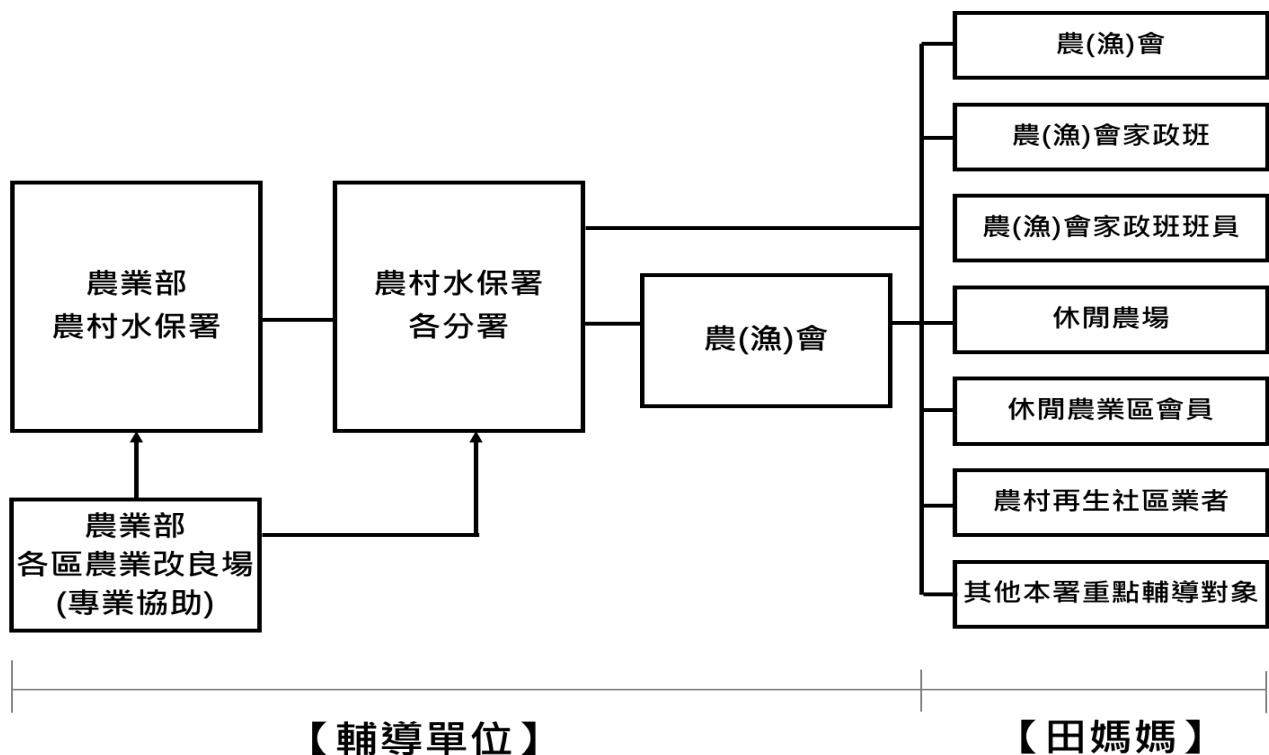 農業部
農村水保署
農業部
各區農業改良場
(專業協助)
農村水保署
各分署
農(漁)會
農(漁)會
農(漁)會家政班
農(漁)會家政班班員
休閒農場
休閒農業區會員
農村再生社區業者
其他本署重點輔導對象
【輔導單位】
【田媽媽】